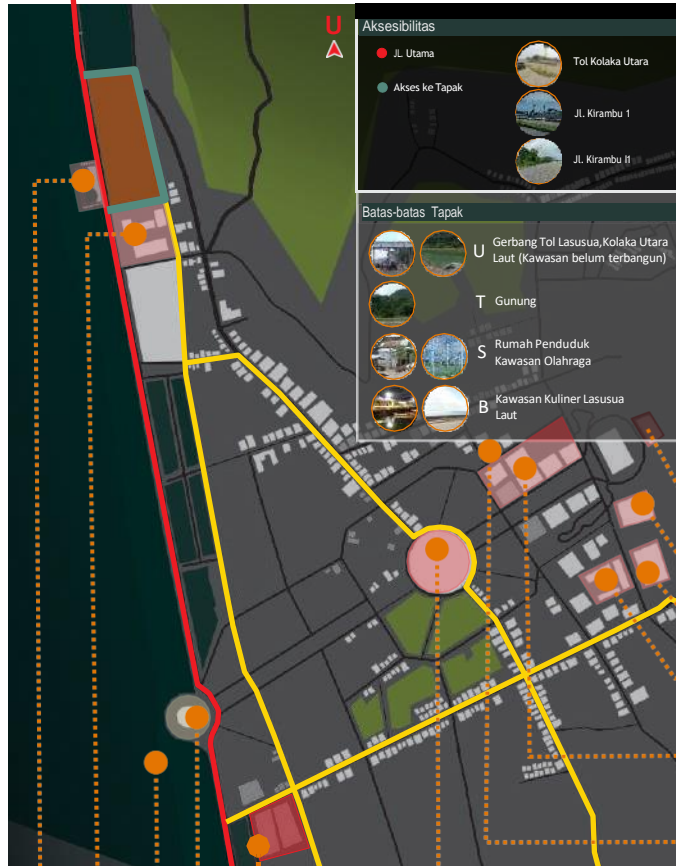 U
Aksesibilitas
JL. Utama
Akses ke Tapak
Tol Kolaka Utara
Jl. Kirambu 1
Jl. Kirambu l1
Batas-batas Tapak
U
Gerbang Tol Lasusua,Kolaka Utara
Laut (Kawasan belum terbangun)
T
Gunung
S
Rumah Penduduk
Kawasan Olahraga
B
Kawasan Kuliner Lasusua
Laut